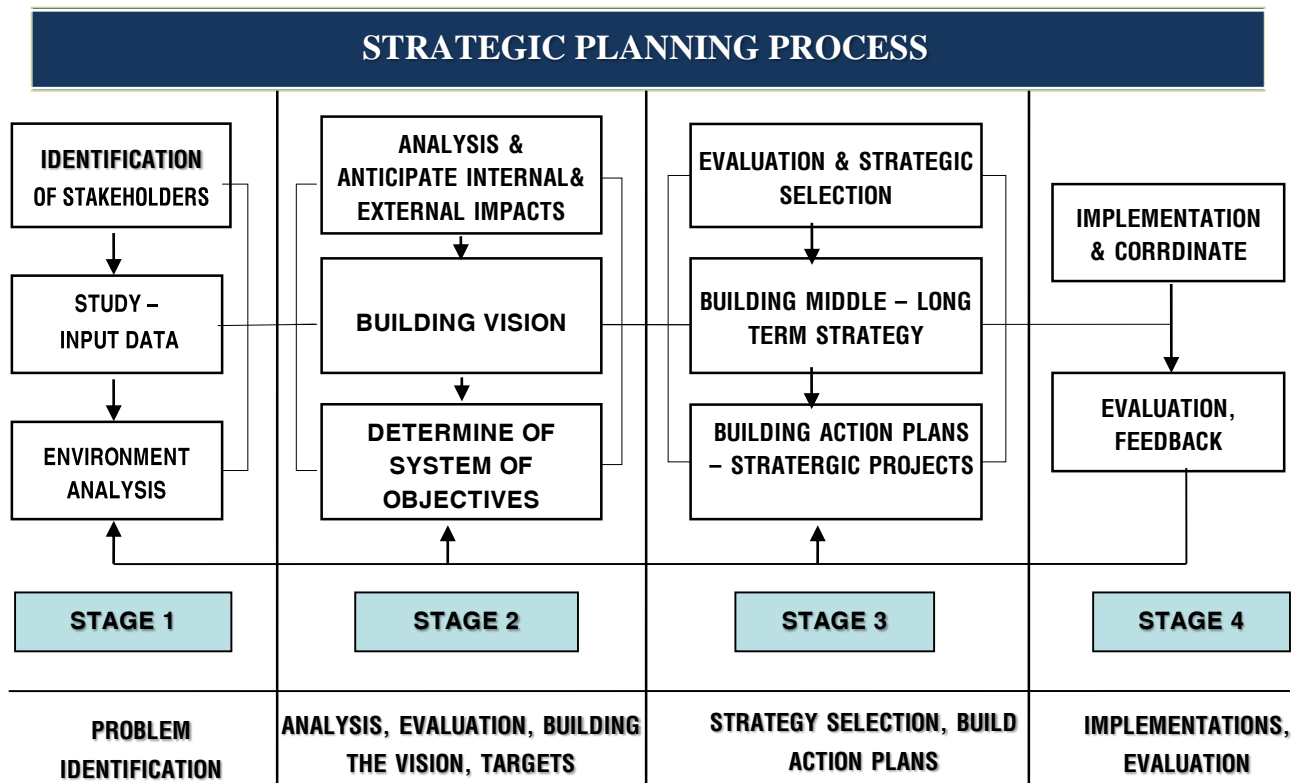 STRATEGIC PLANNING PROCESS
IDENTIFICATION
OF STAKEHOLDERS
STUDY –
INPUT DATA
ENVIRONMENT
ANALYSIS
ANALYSIS &
ANTICIPATE INTERNAL&
EXTERNAL IMPACTS
BUILDING VISION
DETERMINE OF
SYSTEM OF
OBJECTIVES
EVALUATION & STRATEGIC
SELECTION
BUILDING MIDDLE – LONG
TERM STRATEGY
BUILDING ACTION PLANS
– STRATERGIC PROJECTS
IMPLEMENTATION
& CORRDINATE
EVALUATION,
FEEDBACK
STAGE 1
STAGE 2
STAGE 3
STAGE 4
PROBLEM
IDENTIFICATION
ANALYSIS, EVALUATION, BUILDING
THE VISION, TARGETS
STRATEGY SELECTION, BUILD
ACTION PLANS
IMPLEMENTATIONS,
EVALUATION